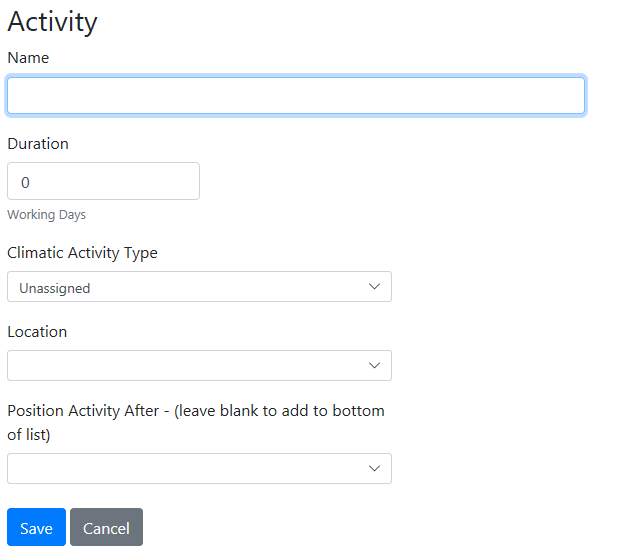 Activity
Name
Duration
0
Working Days
Climatic Activity Type
Unassigned
Location
Position Activity After - (leave blank to add to bottom
of list)
Save Cancel